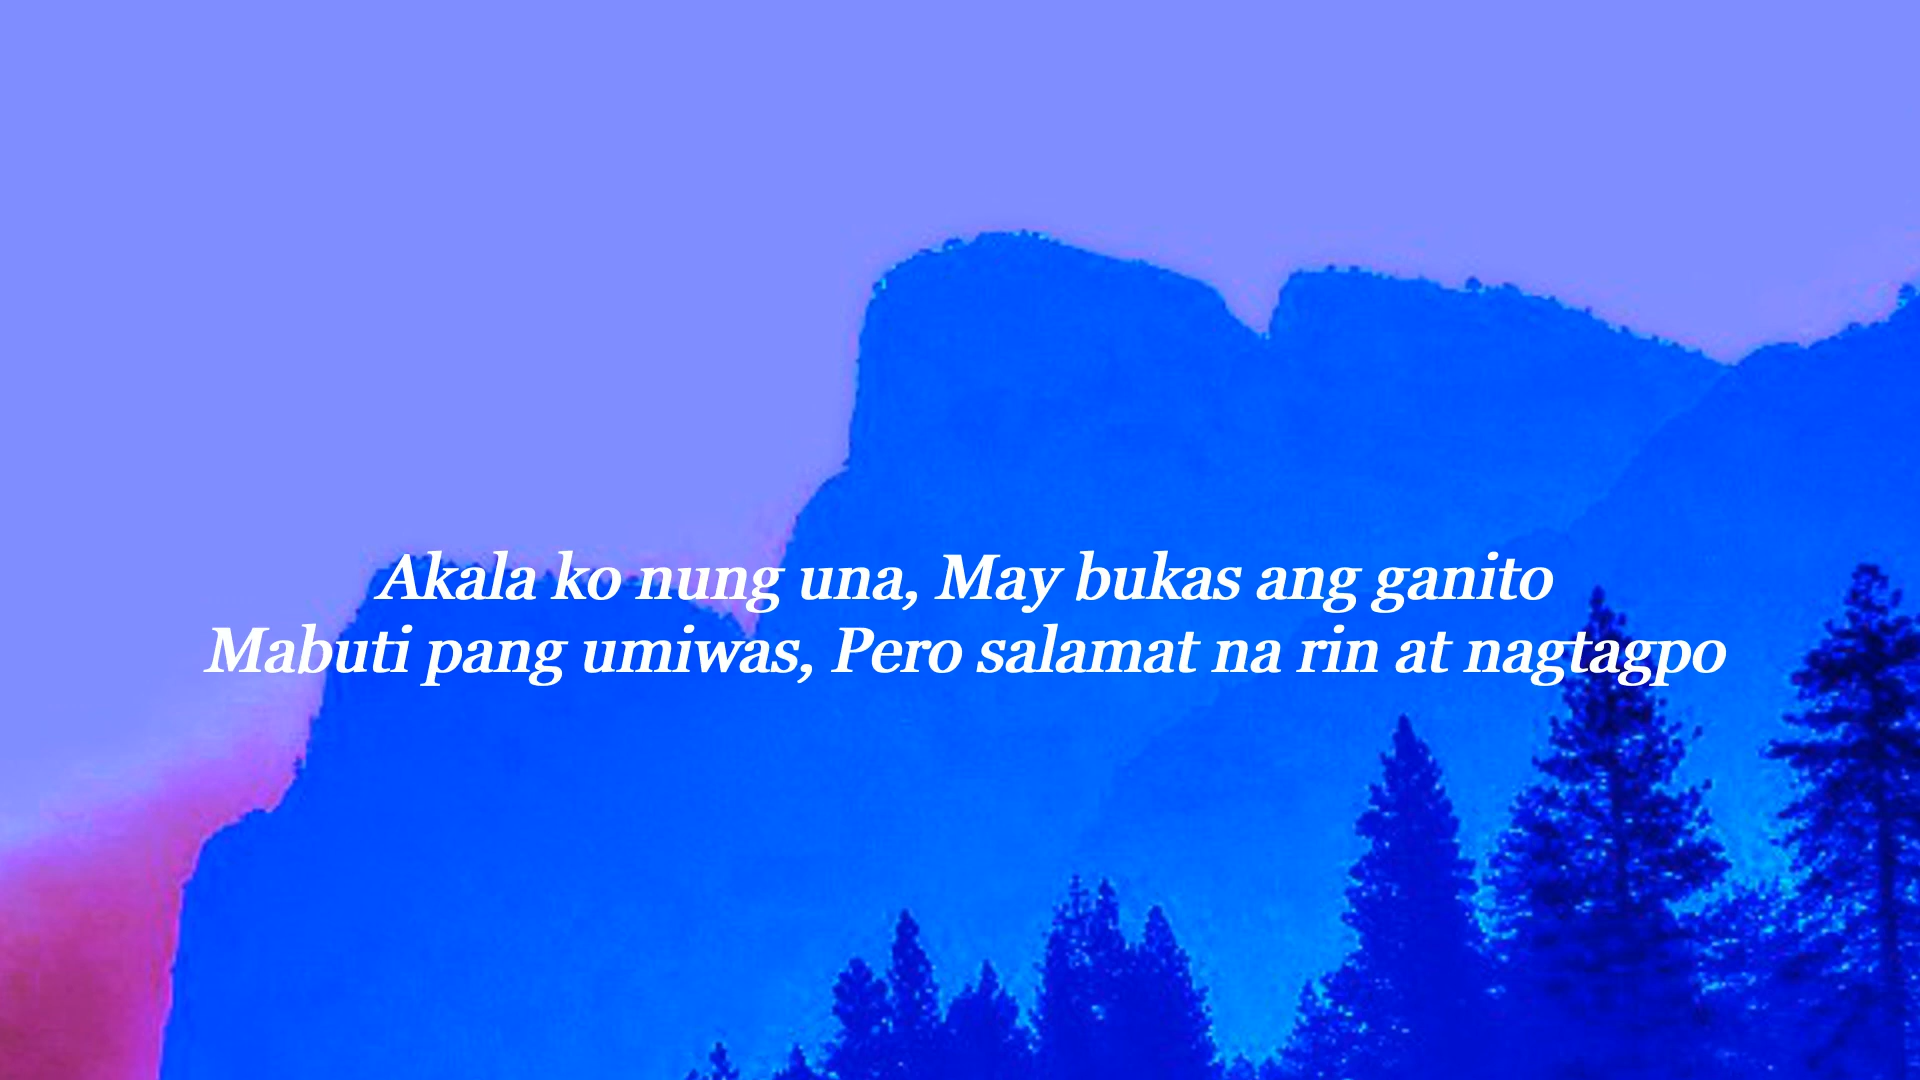 Akala ko nung una, May bukas ang ganito
Mabuti pang umiwas, Pero salamat na rin at nagtagpo